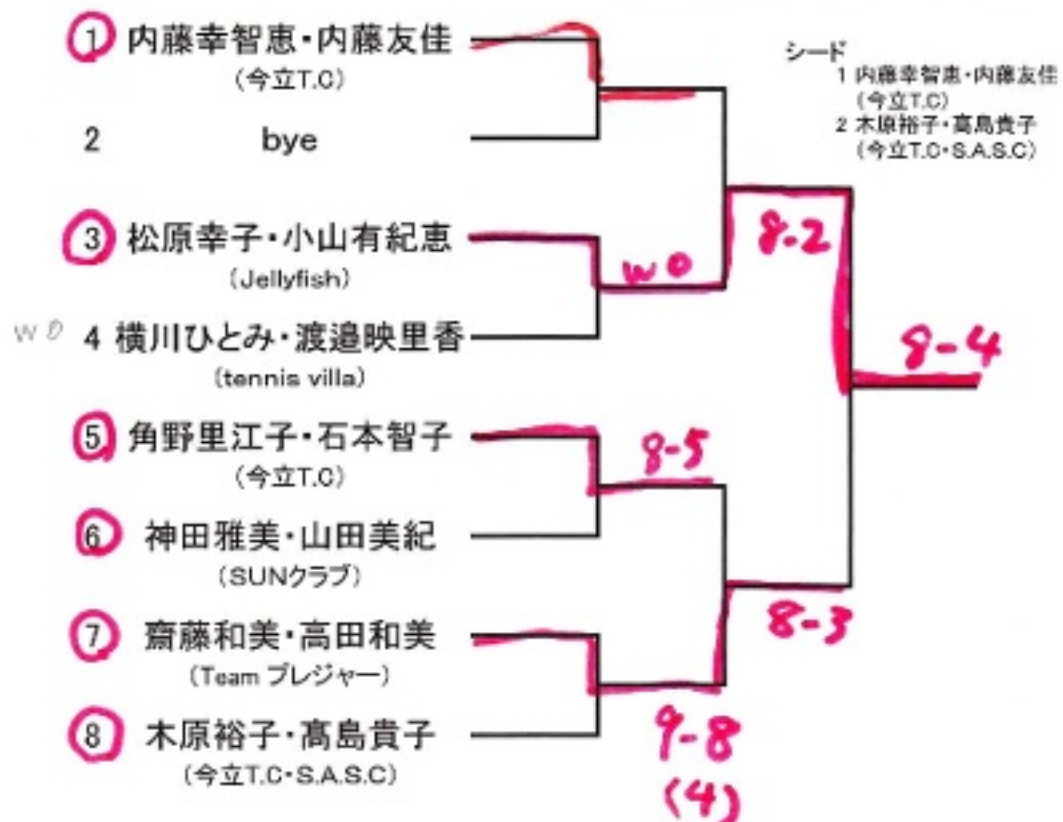 1 内藤幸智恵・内藤友佳
(今立T.C)
2 bye
3 松原幸子・小山有紀恵
(Jellyfish)
wo
wo 4 横川ひとみ・渡邉映里香
(tennis villa)
5 角野里江子・石本智子
(今立T.C)
8-5
6 神田雅美・山田美紀
(SUNクラブ)
7 齋藤和美・高田和美
(Team プレジャー)
8 木原裕子・髙島貴子
(今立T.C・S.A.S.C)
9-8
(4)
8-2
8-3
8-4
シード
1 内藤幸智恵・内藤友佳
(今立T.C)
2 木原裕子・髙島貴子
(今立T.C・S.A.S.C)